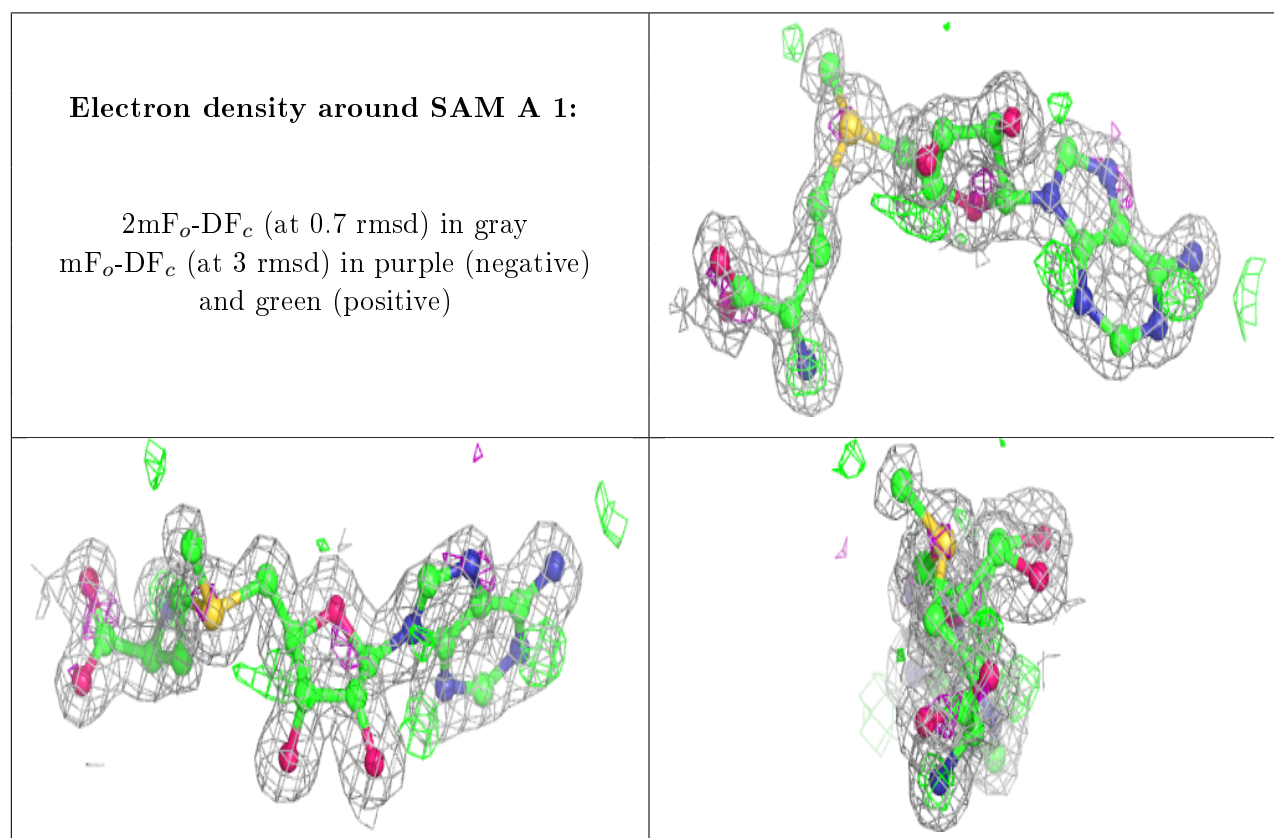 Electron density around SAM A 1:
2mFₒ-DF𝒸 (at 0.7 rmsd) in gray
mFₒ-DF𝒸 (at 3 rmsd) in purple (negative)
and green (positive)